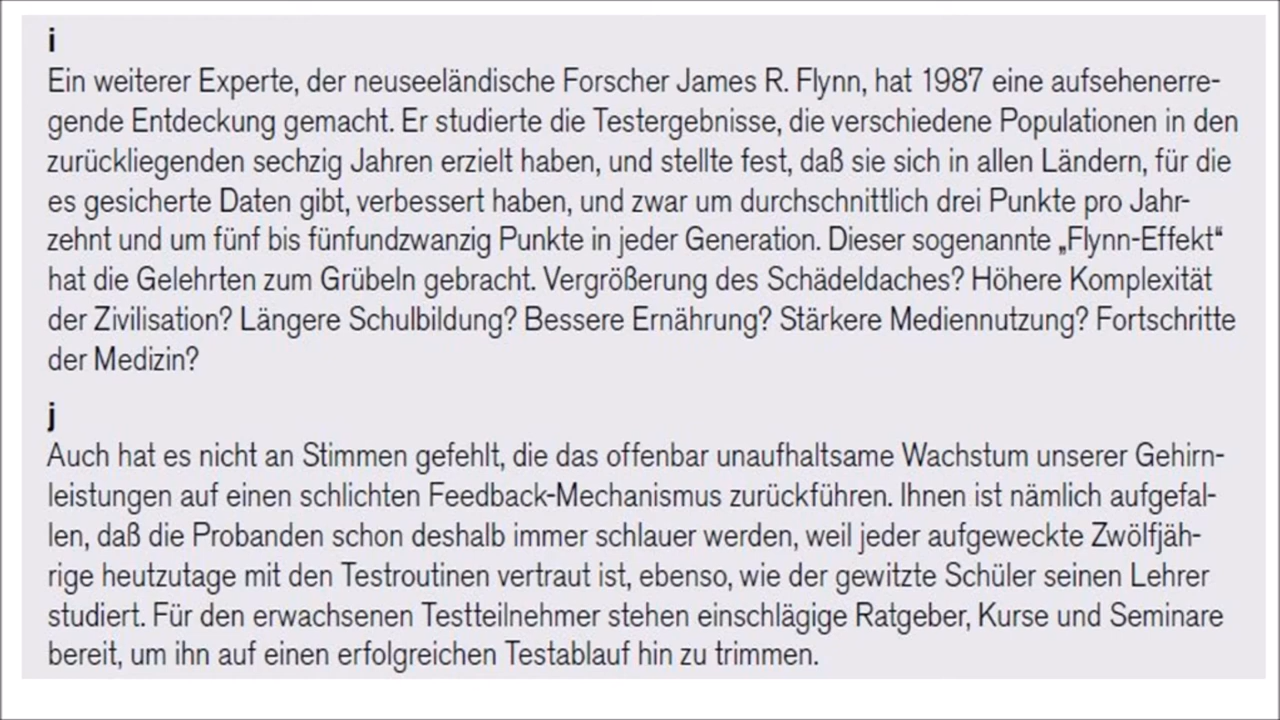 i
Ein weiterer Experte, der neuseeländische Forscher James R. Flynn, hat 1987 eine aufsehenerre-
gende Entdeckung gemacht. Er studierte die Testergebnisse, die verschiedene Populationen in den
zurückliegenden sechzig Jahren erzielt haben, und stellte fest, daß sie sich in allen Ländern, für die
es gesicherte Daten gibt, verbessert haben, und zwar um durchschnittlich drei Punkte pro Jahr-
zehnt und um fünf bis fünfundzwanzig Punkte in jeder Generation. Dieser sogenannte „Flynn-Effekt“
hat die Gelehrten zum Grübeln gebracht. Vergrößerung des Schädeldaches? Höhere Komplexität
der Zivilisation? Längere Schulbildung? Bessere Ernährung? Stärkere Mediennutzung? Fortschritte
der Medizin?
j
Auch hat es nicht an Stimmen gefehlt, die das offenbar unaufhaltsame Wachstum unserer Gehirn-
leistungen auf einen schlichten Feedback-Mechanismus zurückführen. Ihnen ist nämlich aufgefal-
len, daß die Probanden schon deshalb immer schlauer werden, weil jeder aufgeweckte Zwölfjäh-
rige heutzutage mit den Testroutinen vertraut ist, ebenso, wie der gewitzte Schüler seinen Lehrer
studiert. Für den erwachsenen Testteilnehmer stehen einschlägige Ratgeber, Kurse und Seminare
bereit, um ihn auf einen erfolgreichen Testablauf hin zu trimmen.